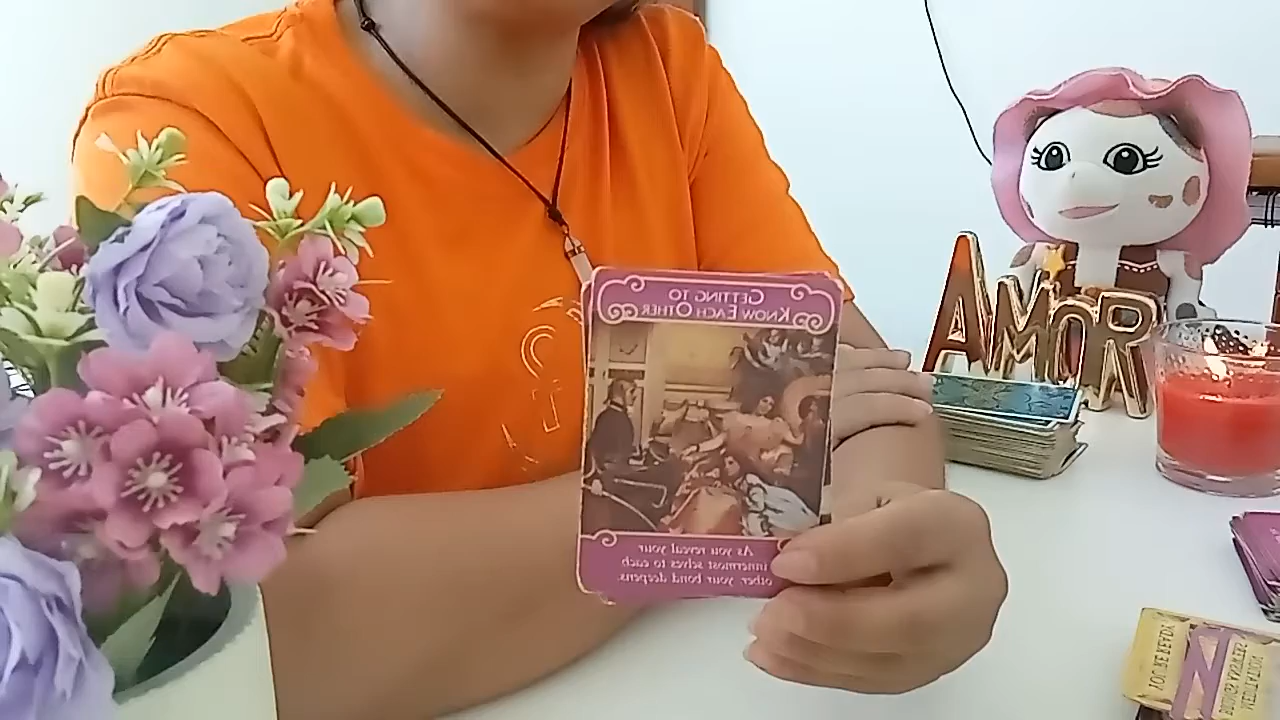 GETTING TO
KNOW EACH OTHER
As you reveal your
innermost selves to each
other, your bond deepens.
AMOR